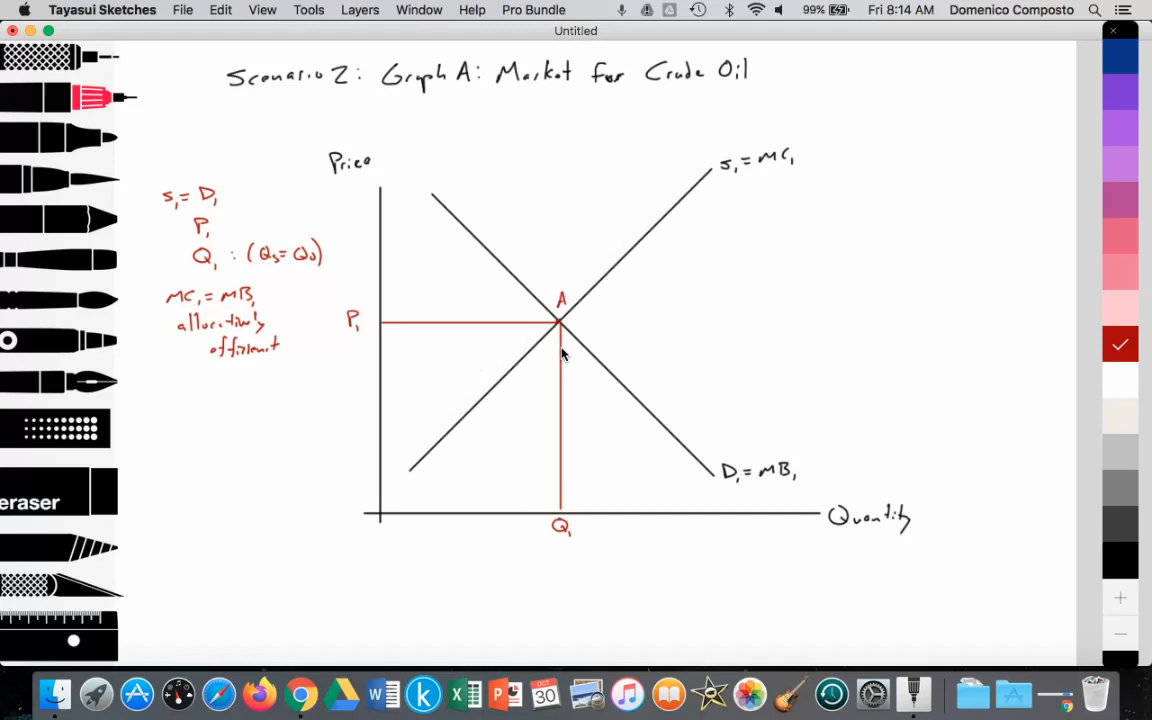 Tayasui Sketches File Edit View Tools Layers Window Help Pro Bundle 99% Fri 8:14 AM Domenico Composto
Untitled
Scenario 2: Graph A: Market for Crude Oil
Price
S₁ = MC₁
S₁ = D₁
P₁
Q₁ : (Qs = QD)
MC₁ = MB₁
allocatively
efficient
A
P₁
D₁ = MB₁
Quantity
Q₁
eraser
OCT
30